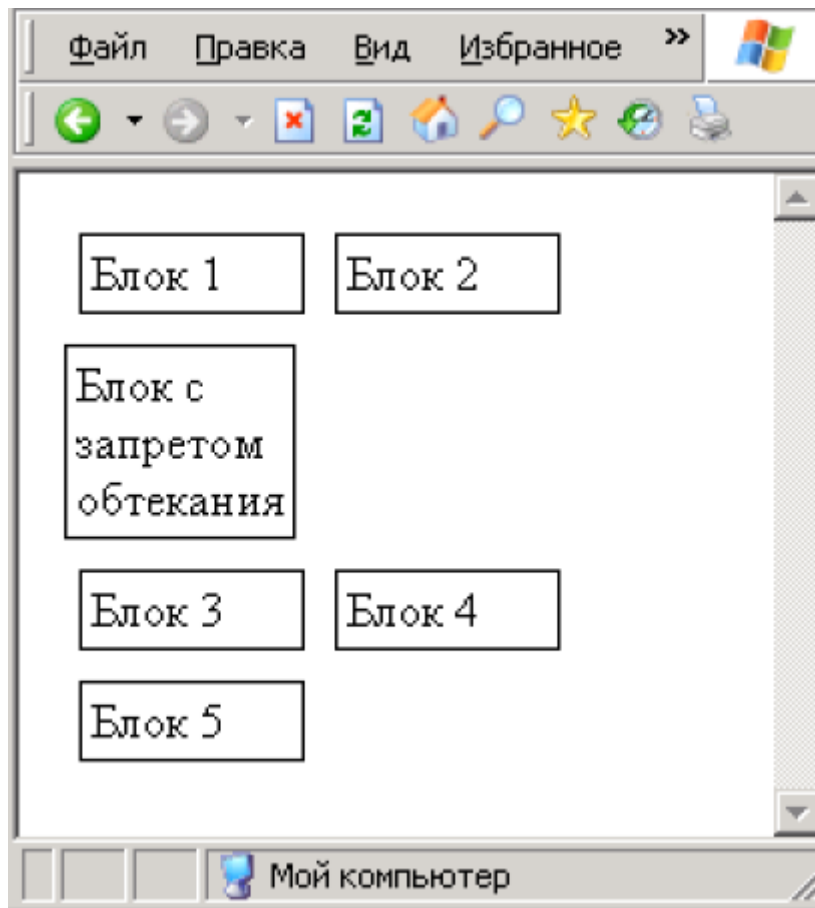 Файл Правка Вид Избранное »
Блок 1 Блок 2
Блок с
запретом
обтекания
Блок 3 Блок 4
Блок 5
Мой компьютер